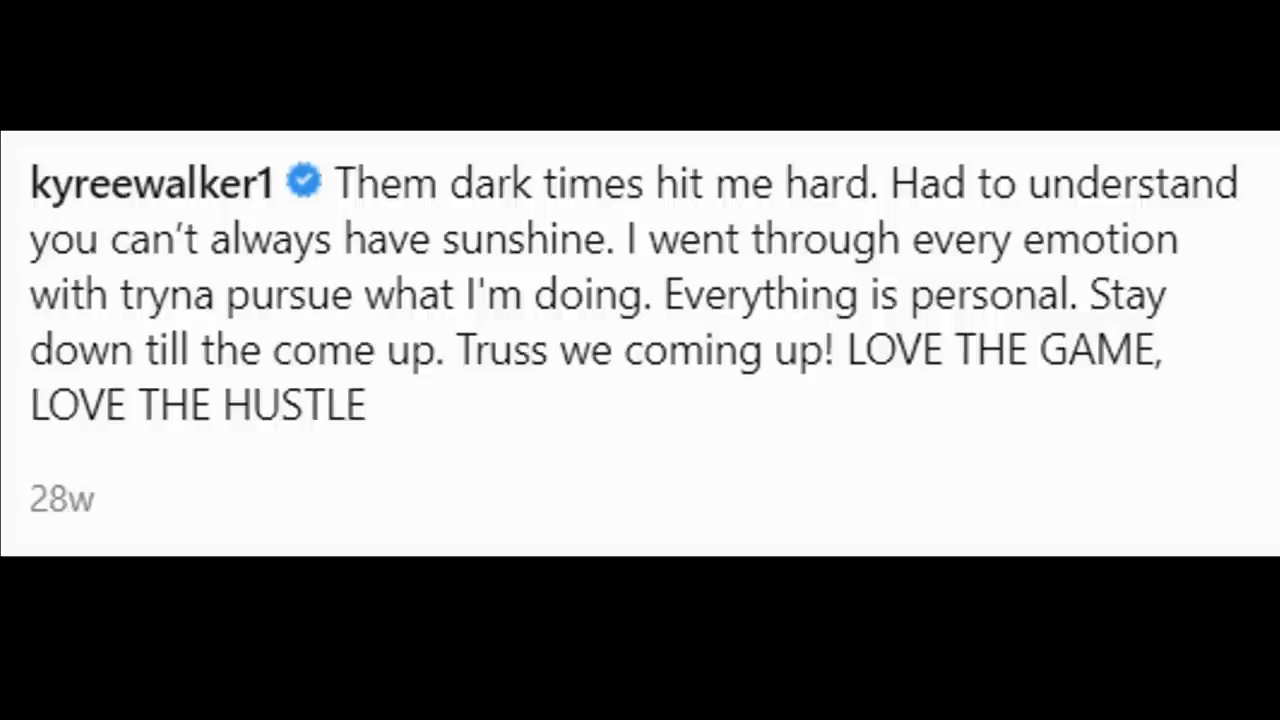 kyreewalker1 Them dark times hit me hard. Had to understand
you can’t always have sunshine. I went through every emotion
with tryna pursue what I'm doing. Everything is personal. Stay
down till the come up. Truss we coming up! LOVE THE GAME,
LOVE THE HUSTLE
28w